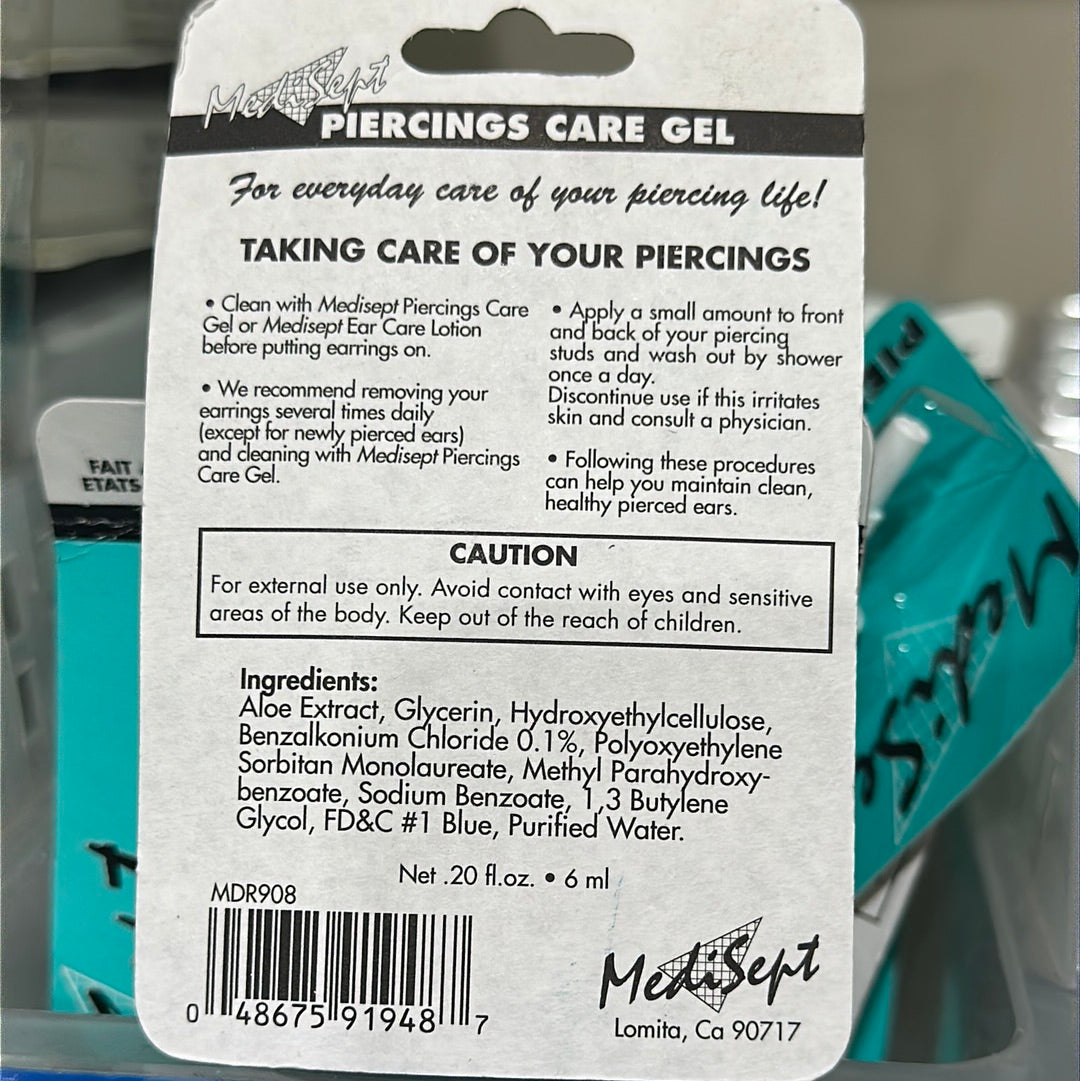 MediSept
PIERCINGS CARE GEL
For everyday care of your piercing life!
TAKING CARE OF YOUR PIERCINGS
• Clean with Medisept Piercings Care
Gel or Medisept Ear Care Lotion
before putting earrings on.
• We recommend removing your
earrings several times daily
(except for newly pierced ears)
and cleaning with Medisept Piercings
Care Gel.
• Apply a small amount to front
and back of your piercing
studs and wash out by shower
once a day.
Discontinue use if this irritates
skin and consult a physician.
• Following these procedures
can help you maintain clean,
healthy pierced ears.
CAUTION
For external use only. Avoid contact with eyes and sensitive
areas of the body. Keep out of the reach of children.
Ingredients:
Aloe Extract, Glycerin, Hydroxyethylcellulose,
Benzalkonium Chloride 0.1%, Polyoxyethylene
Sorbitan Monolaureate, Methyl Parahydroxy-
benzoate, Sodium Benzoate, 1,3 Butylene
Glycol, FD&C #1 Blue, Purified Water.
Net .20 fl.oz. • 6 ml
MDR908
0 48675 91948 7
MediSept
Lomita, Ca 90717
FAIT
ETATS